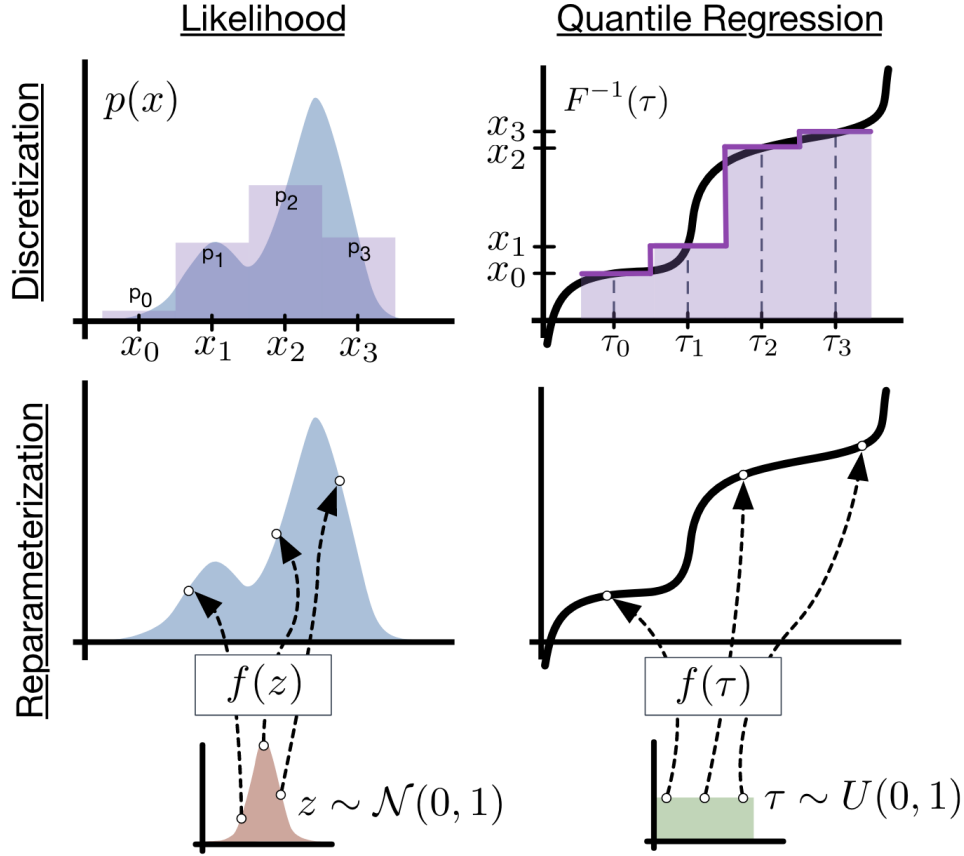 Likelihood
Quantile Regression
Discretization
p(x)
p₀
p₁
p₂
p₃
x₀ x₁ x₂ x₃
F⁻¹(τ)
x₃
x₂
x₁
x₀
τ₀ τ₁ τ₂ τ₃
Reparameterization
f(z)
z ∼ 𝒩(0, 1)
f(τ)
τ ∼ U(0, 1)